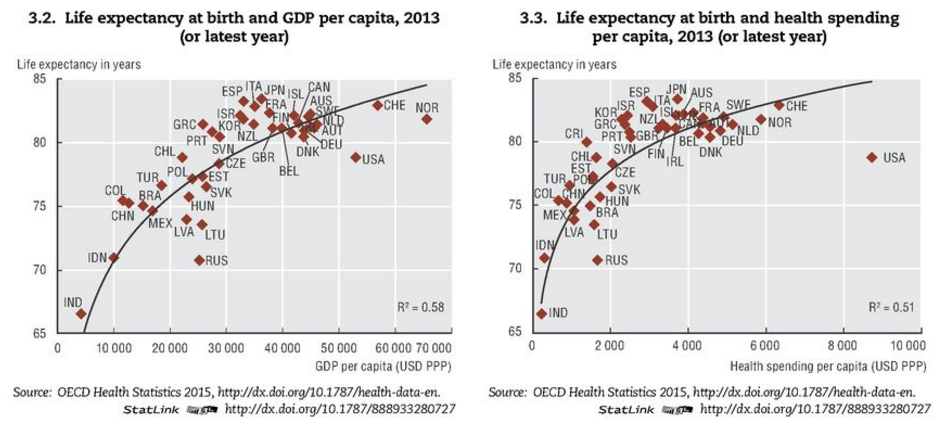 3.2. Life expectancy at birth and GDP per capita, 2013
(or latest year)
Life expectancy in years
85
80
75
70
65
ITA
JPN
ISL
CAN
ESP
FRA
AUS
CHE
NOR
ISR
FIN
SWE
NLD
GRC
KOR
NZL
AUT
PRT
DEU
SVN
GBR
DNK
CHL
CZE
BEL
USA
POL
EST
TUR
SVK
COL
BRA
HUN
CHN
MEX
LVA
LTU
IDN
RUS
IND
R² = 0.58
0 10 000 20 000 30 000 40 000 50 000 60 000 70 000
GDP per capita (USD PPP)
Source: OECD Health Statistics 2015, http://dx.doi.org/10.1787/health-data-en.
StatLink http://dx.doi.org/10.1787/888933280727
3.3. Life expectancy at birth and health spending
per capita, 2013 (or latest year)
Life expectancy in years
85
80
75
70
65
JPN
ESP
ITA
AUS
ISR
FRA
SWE
CHE
KOR
NOR
GRC
NZL
NLD
CRI
PRT
GBR
DEU
SVN
FIN
IRL
BEL
DNK
CHL
USA
EST
CZE
TUR
POL
SVK
COL
CHN
HUN
MEX
BRA
LVA
LTU
IDN
RUS
IND
R² = 0.51
0 2 000 4 000 6 000 8 000 10 000
Health spending per capita (USD PPP)
Source: OECD Health Statistics 2015, http://dx.doi.org/10.1787/health-data-en.
StatLink http://dx.doi.org/10.1787/888933280727